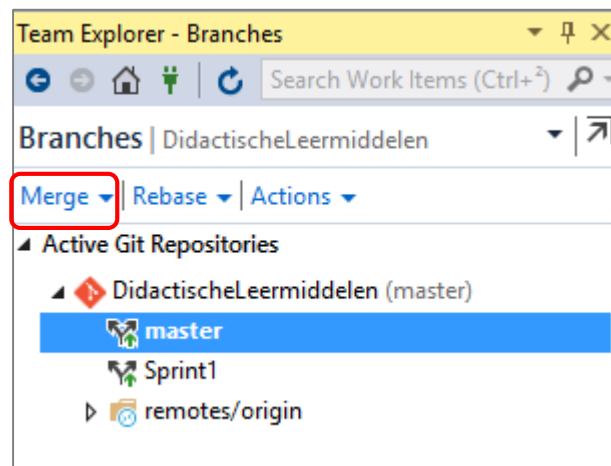 Team Explorer - Branches
Search Work Items (Ctrl+²)
Branches | DidactischeLeermiddelen
Merge | Rebase | Actions
Active Git Repositories
DidactischeLeermiddelen (master)
master
Sprint1
remotes/origin